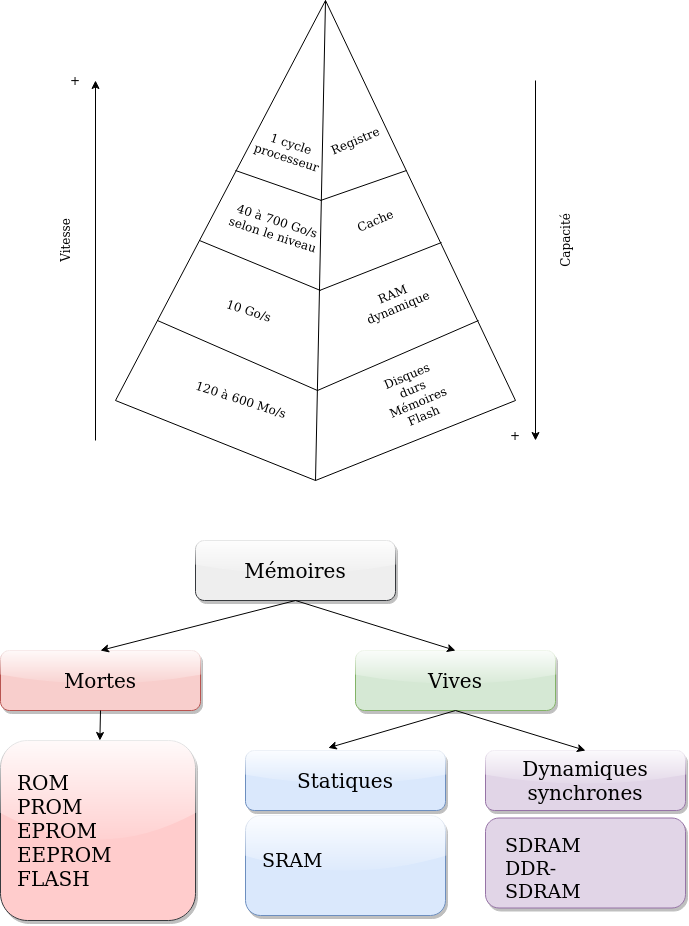 +
Vitesse
1 cycle
processeur
Registre
40 à 700 Go/s
selon le niveau
Cache
10 Go/s
RAM
dynamique
120 à 600 Mo/s
Disques
durs
Mémoires
Flash
Capacité
+
Mémoires
Mortes
Vives
ROM
PROM
EPROM
EEPROM
FLASH
Statiques
SRAM
Dynamiques
synchrones
SDRAM
DDR-
SDRAM